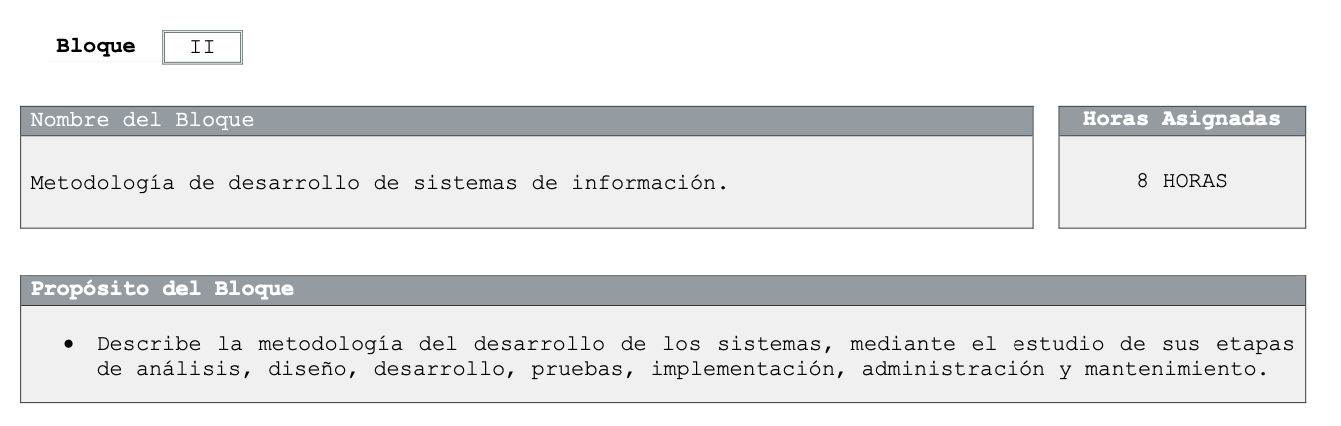 Bloque II
Nombre del Bloque
Horas Asignadas
Metodología de desarrollo de sistemas de información.
8 HORAS
Propósito del Bloque
• Describe la metodología del desarrollo de los sistemas, mediante el estudio de sus etapas
de análisis, diseño, desarrollo, pruebas, implementación, administración y mantenimiento.